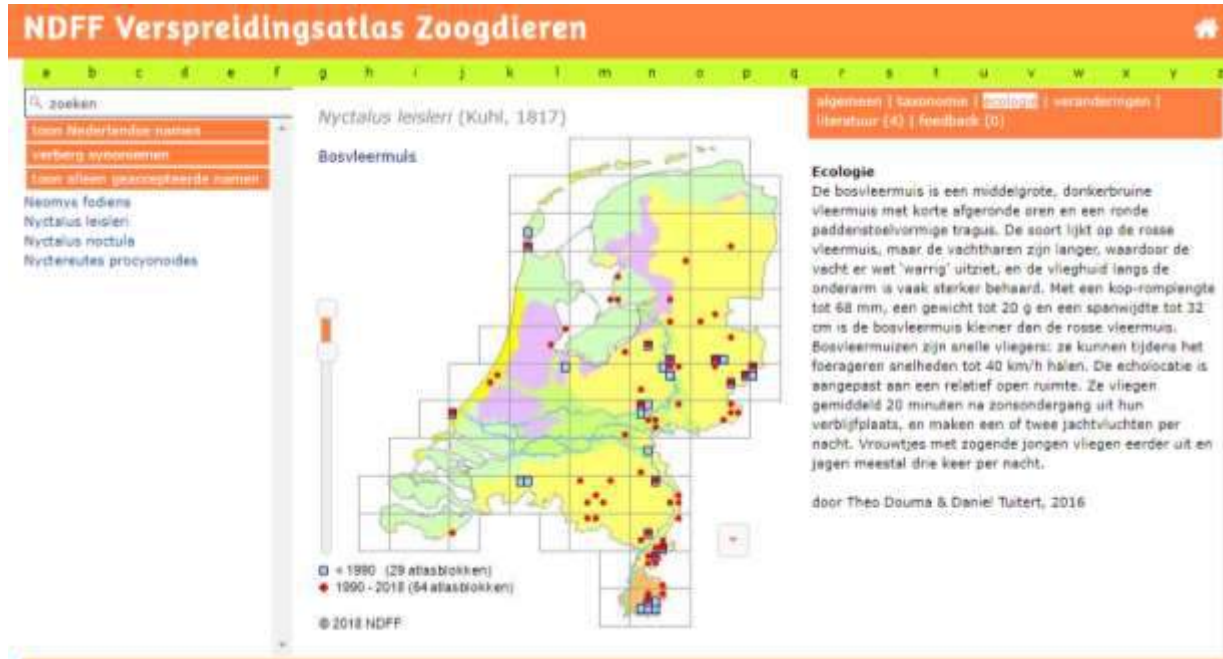 NDFF Verspreidingsatlas Zoogdieren
a b c d e f g h i j k l m n o p q r s t u v w x y z
zoeken
toon Nederlandse namen
verberg synoniemen
toon alleen geaccepteerde namen
Neomys fodiens
Nyctalus leisleri
Nyctalus noctula
Nystereutes procyonoides
Nyctalus leisleri (Kuhl, 1817)
Bosvleermuis
< 1990 (29 atlasblokken)
1990 - 2018 (64 atlasblokken)
© 2018 NDFF
algemeen | taxonomie | ecologie | veranderingen |
literatuur (4) | feedback (0)
Ecologie
De bosvleermuis is een middelgrote, donkerbruine
vleermuis met korte afgeronde oren en een ronde
paddenstoelvormige tragus. De soort lijkt op de rosse
vleermuis, maar de vachtharen zijn langer, waardoor de
vacht er wat 'warrig' uitziet, en de vlieghuid langs de
onderarm is vaak sterker behaard. Met een kop-romplengte
tot 68 mm, een gewicht tot 20 g en een spanwijdte tot 32
cm is de bosvleermuis kleiner dan de rosse vleermuis.
Bosvleermuizen zijn snelle vliegers: ze kunnen tijdens het
foerageren snelheden tot 40 km/h halen. De echolocatie is
aangepast aan een relatief open ruimte. Ze vliegen
gemiddeld 20 minuten na zonsondergang uit hun
verblijfplaats, en maken een of twee jachtvluchten per
nacht. Vrouwtjes met zogende jongen vliegen eerder uit en
jagen meestal drie keer per nacht.
door Theo Douma & Daniel Tuitert, 2016